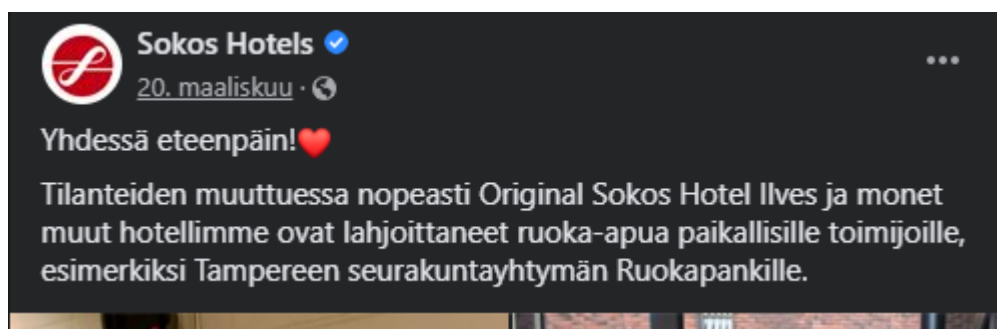 Sokos Hotels
20. maaliskuu ·
Yhdessä eteenpäin!❤️
Tilanteiden muuttuessa nopeasti Original Sokos Hotel Ilves ja monet
muut hotellimme ovat lahjoittaneet ruoka-apua paikallisille toimijoille,
esimerkiksi Tampereen seurakuntayhtymän Ruokapankille.